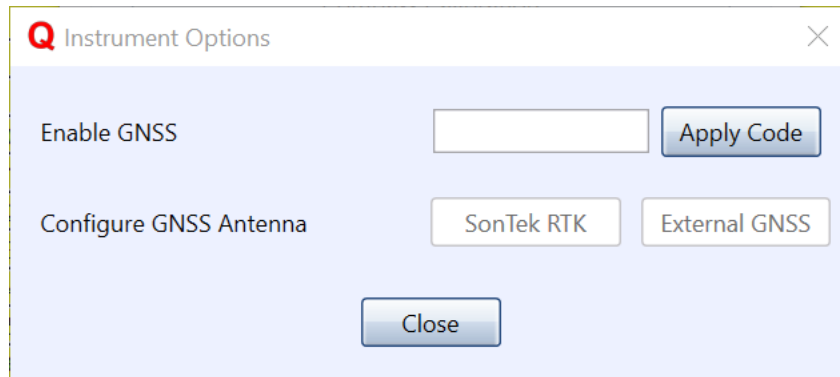 Q Instrument Options
Enable GNSS Apply Code
Configure GNSS Antenna SonTek RTK External GNSS
Close